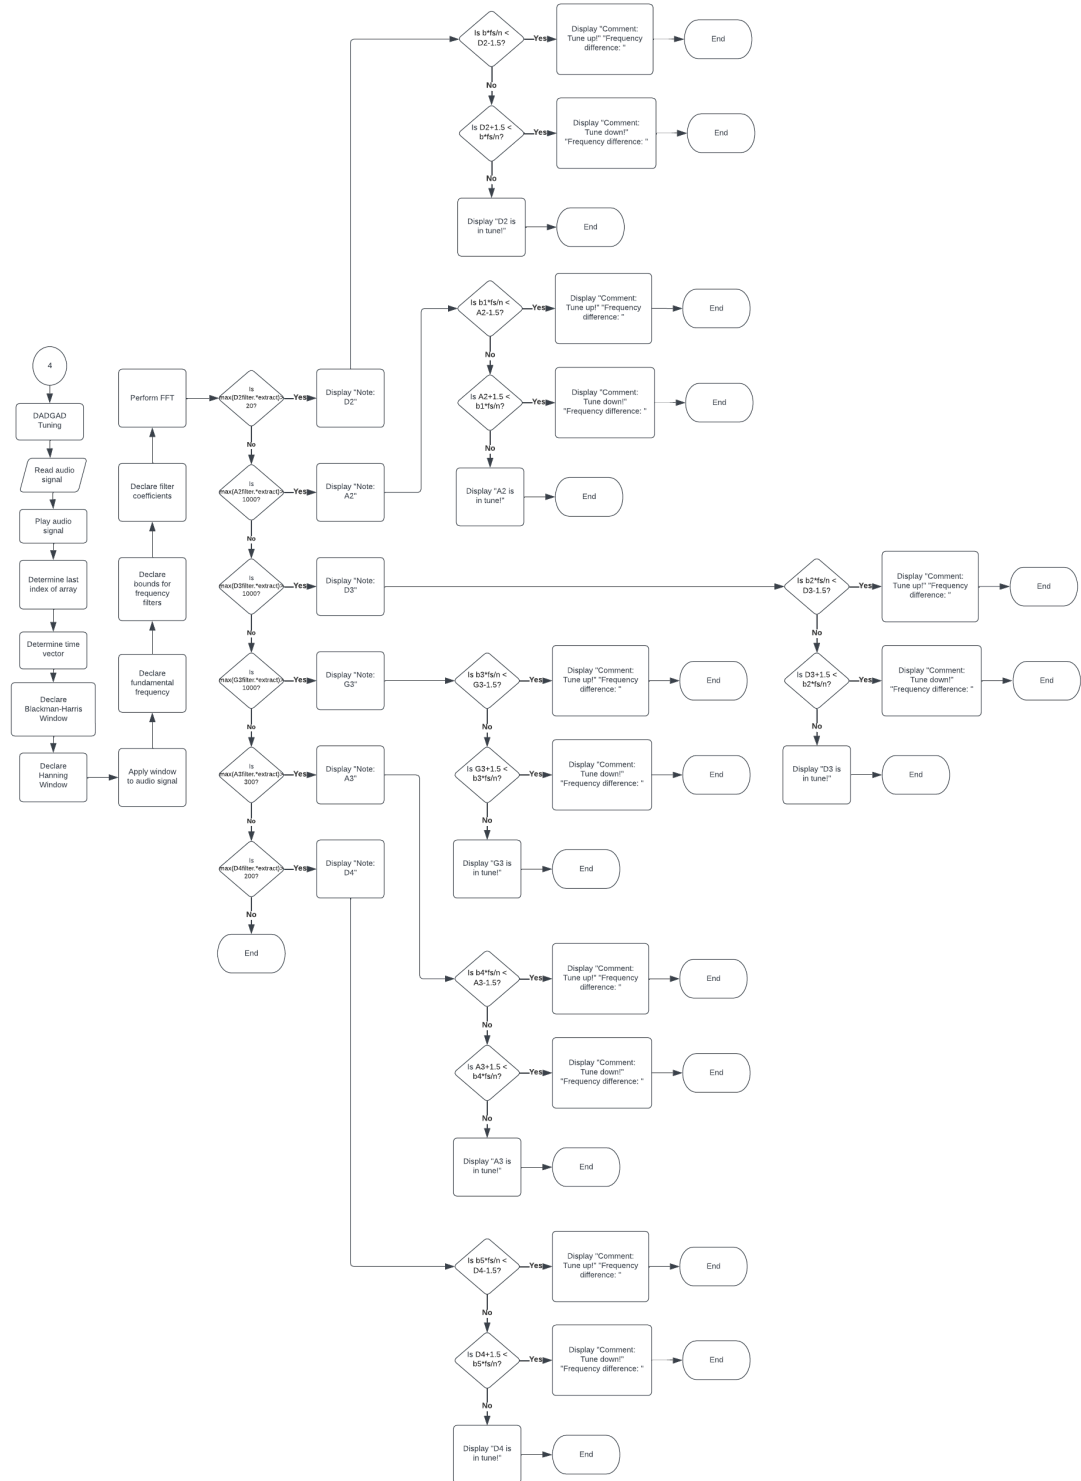 4
DADGAD
Tuning
Read audio
signal
Play audio
signal
Determine last
index of array
Determine time
vector
Declare
Blackman-Harris
Window
Declare
Hanning
Window
Apply window
to audio signal
Declare
fundamental
frequency
Declare
bounds for
frequency
filters
Declare filter
coefficients
Perform FFT
Is
max(D2filter.*extract)>
20?
Yes
No
Display "Note:
D2"
Is b*fs/n <
D2-1.5?
Yes
No
Display "Comment:
Tune up!" "Frequency
difference: "
End
Is D2+1.5 <
b*fs/n?
Yes
No
Display "Comment:
Tune down!"
"Frequency difference: "
End
Display "D2 is
in tune!"
End
Is
max(A2filter.*extract)>
1000?
Yes
No
Display "Note:
A2"
Is b1*fs/n <
A2-1.5?
Yes
No
Display "Comment:
Tune up!" "Frequency
difference: "
End
Is A2+1.5 <
b1*fs/n?
Yes
No
Display "Comment:
Tune down!"
"Frequency difference: "
End
Display "A2 is
in tune!"
End
Is
max(D3filter.*extract)>
1000?
Yes
No
Display "Note:
D3"
Is b2*fs/n <
D3-1.5?
Yes
No
Display "Comment:
Tune up!" "Frequency
difference: "
End
Is D3+1.5 <
b2*fs/n?
Yes
No
Display "Comment:
Tune down!"
"Frequency difference: "
End
Display "D3 is
in tune!"
End
Is
max(G3filter.*extract)>
1000?
Yes
No
Display "Note:
G3"
Is b3*fs/n <
G3-1.5?
Yes
No
Display "Comment:
Tune up!" "Frequency
difference: "
End
Is G3+1.5 <
b3*fs/n?
Yes
No
Display "Comment:
Tune down!"
"Frequency difference: "
End
Display "G3 is
in tune!"
End
Is
max(A3filter.*extract)>
300?
Yes
No
Display "Note:
A3"
Is b4*fs/n <
A3-1.5?
Yes
No
Display "Comment:
Tune up!" "Frequency
difference: "
End
Is A3+1.5 <
b4*fs/n?
Yes
No
Display "Comment:
Tune down!"
"Frequency difference: "
End
Display "A3 is
in tune!"
End
Is
max(D4filter.*extract)>
200?
Yes
No
End
Display "Note:
D4"
Is b5*fs/n <
D4-1.5?
Yes
No
Display "Comment:
Tune up!" "Frequency
difference: "
End
Is D4+1.5 <
b5*fs/n?
Yes
No
Display "Comment:
Tune down!"
"Frequency difference: "
End
Display "D4 is
in tune!"
End